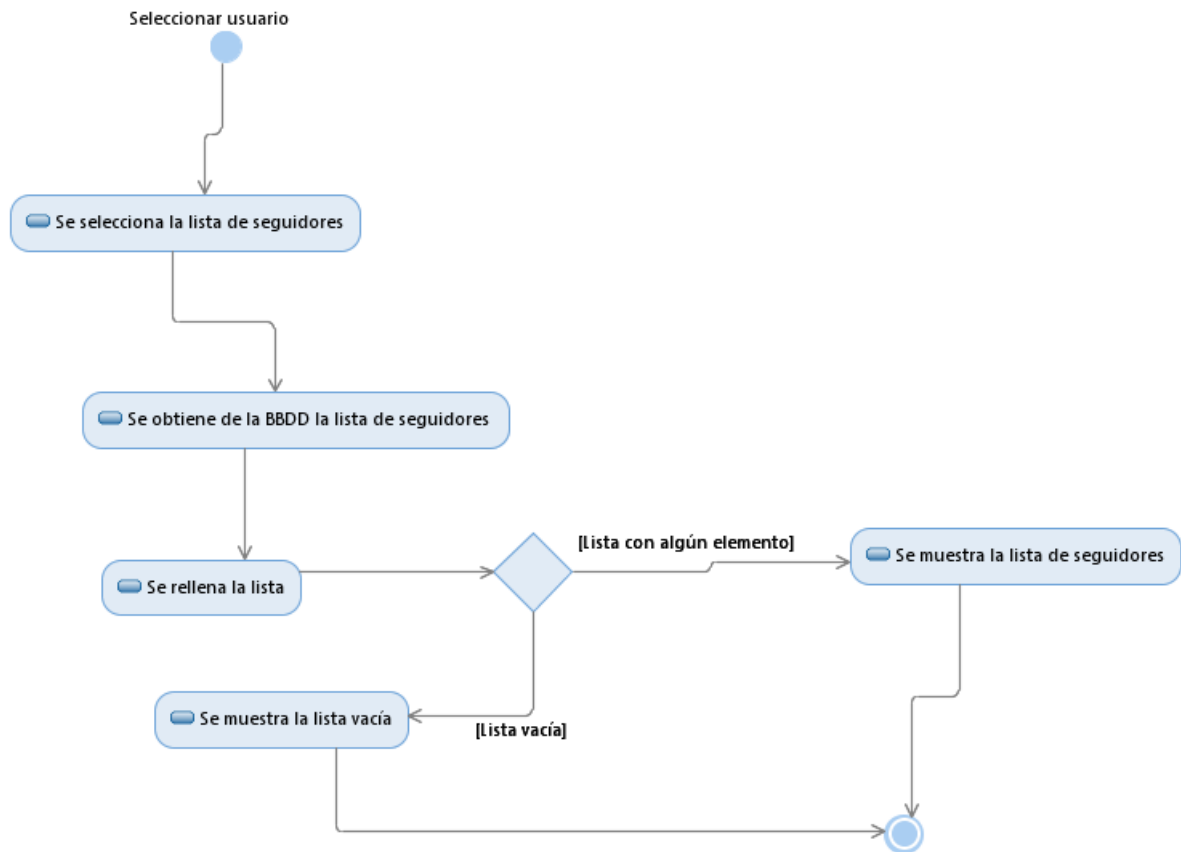 Seleccionar usuario
Se selecciona la lista de seguidores
Se obtiene de la BBDD la lista de seguidores
Se rellena la lista
[Lista con algún elemento]
Se muestra la lista de seguidores
Se muestra la lista vacía
[Lista vacía]